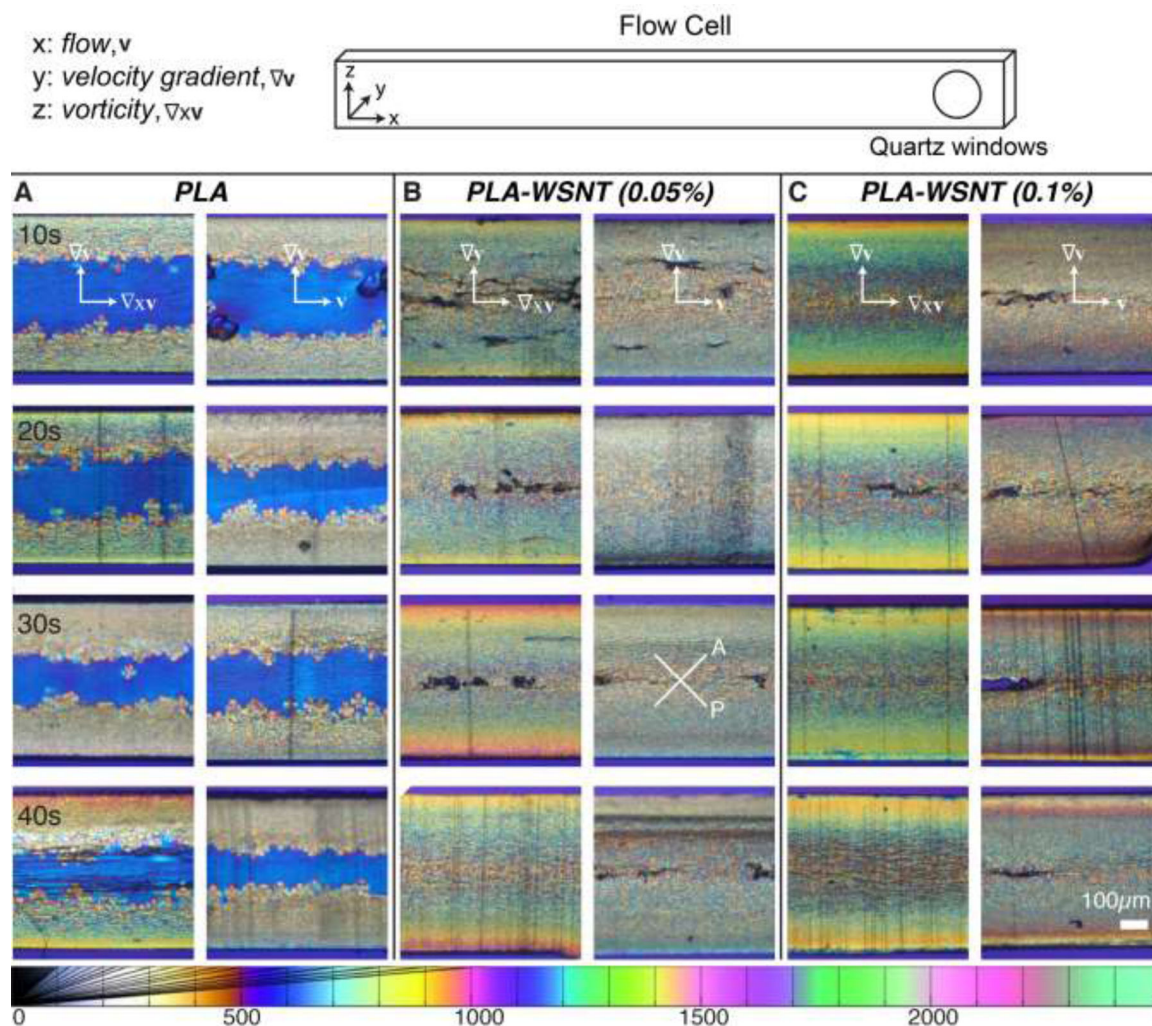 Flow Cell
x: flow, v
y: velocity gradient, ∇v
z: vorticity, ∇xv
z
y
x
Quartz windows
A PLA
B PLA-WSNT (0.05%)
C PLA-WSNT (0.1%)
10s
∇v ∇v ∇v ∇v ∇v ∇v
∇xv v ∇xv v ∇xv v
20s
30s
A
P
40s
100µm
0 500 1000 1500 2000